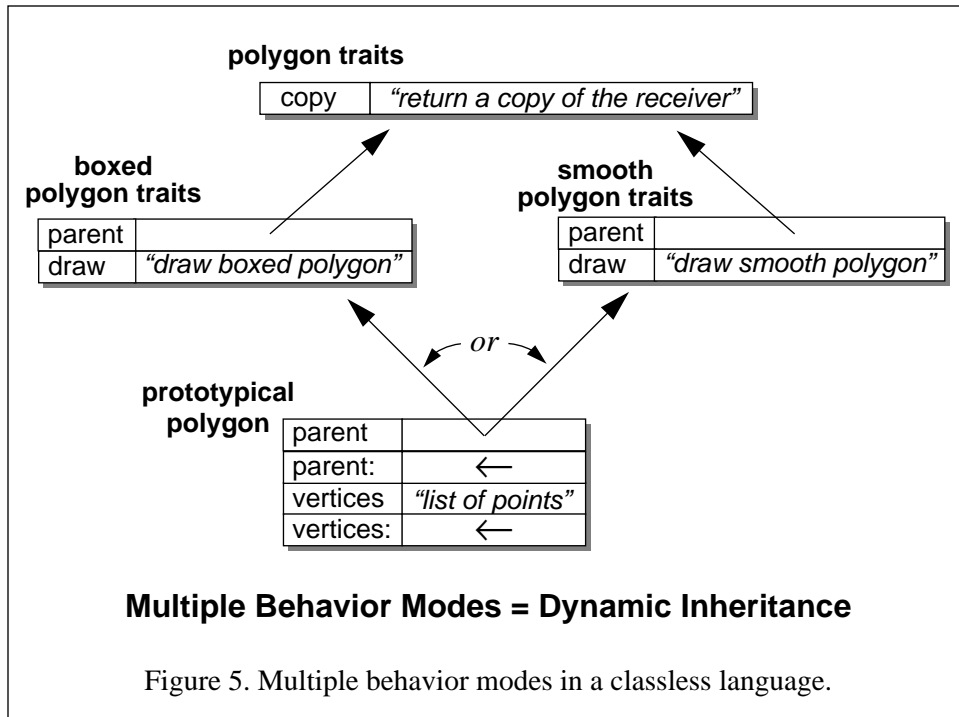 polygon traits
copy “return a copy of the receiver”
boxed
polygon traits
parent
draw “draw boxed polygon”
smooth
polygon traits
parent
draw “draw smooth polygon”
or
prototypical
polygon
parent
parent: ←
vertices “list of points”
vertices: ←
Multiple Behavior Modes = Dynamic Inheritance
Figure 5. Multiple behavior modes in a classless language.